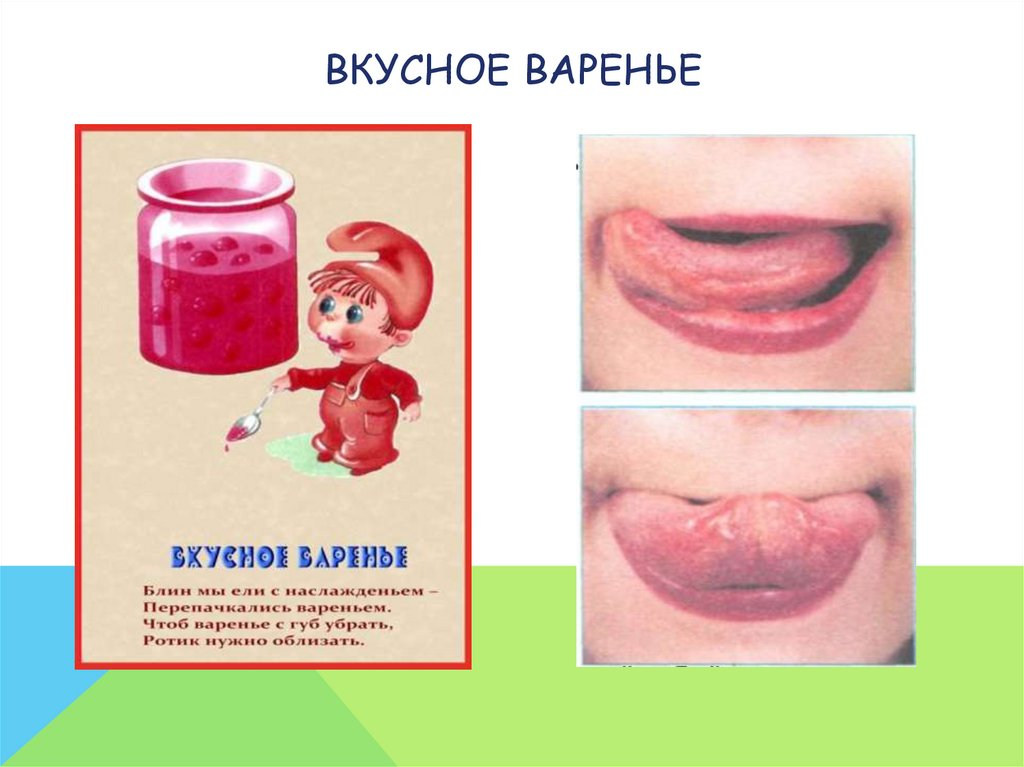 ВКУСНОЕ ВАРЕНЬЕ
ВКУСНОЕ ВАРЕНЬЕ
Блин мы ели с наслажденьем –
Перепачкались вареньем.
Чтоб варенье с губ убрать,
Ротик нужно облизать.